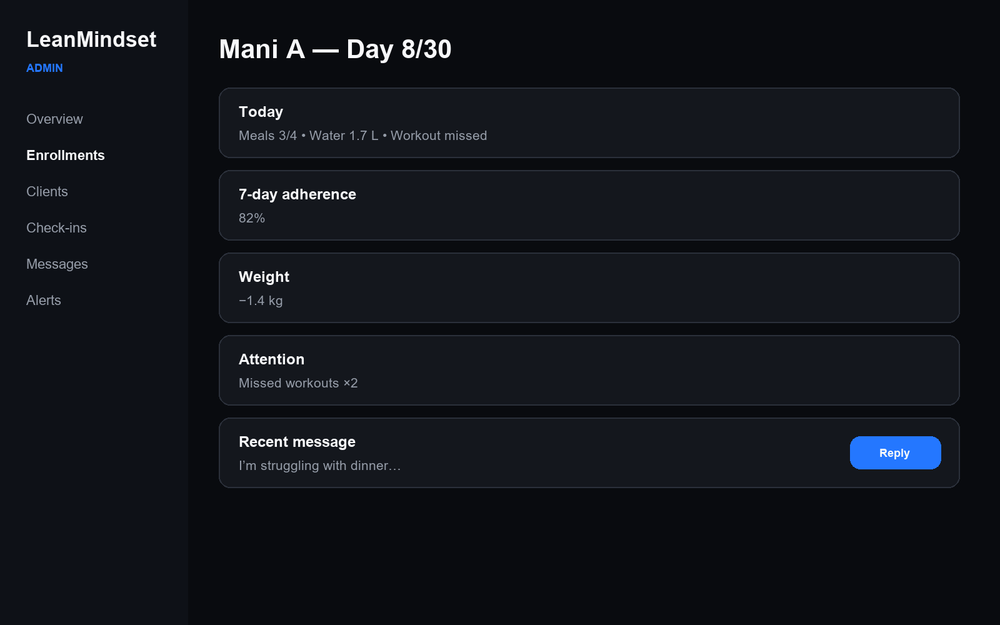 LeanMindset
ADMIN
Overview
Enrollments
Clients
Check-ins
Messages
Alerts
Mani A — Day 8/30
Today
Meals 3/4 • Water 1.7 L • Workout missed
7-day adherence
82%
Weight
−1.4 kg
Attention
Missed workouts ×2
Recent message
I’m struggling with dinner…
Reply